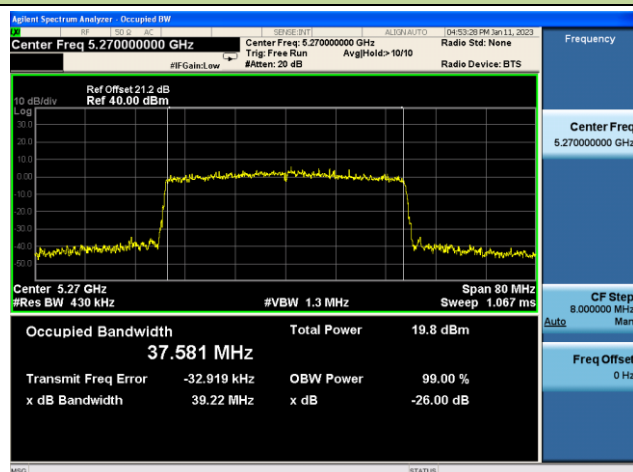 Agilent Spectrum Analyzer - Occupied BW
RF 50 Ω AC SENSE:INT ALIGN AUTO 04:53:28 PM Jan 11, 2023
Center Freq 5.270000000 GHz Center Freq: 5.270000000 GHz Radio Std: None
Trig: Free Run Avg|Hold:> 10/10
#IFGain:Low #Atten: 20 dB Radio Device: BTS
Ref Offset 21.2 dB
10 dB/div Ref 40.00 dBm
Log
30.0
20.0
10.0
0.00
-10.0
-20.0
-30.0
-40.0
-50.0
Center 5.27 GHz Span 80 MHz
#Res BW 430 kHz #VBW 1.3 MHz Sweep 1.067 ms
Occupied Bandwidth Total Power 19.8 dBm
37.581 MHz
Transmit Freq Error -32.919 kHz OBW Power 99.00 %
x dB Bandwidth 39.22 MHz x dB -26.00 dB
MSG STATUS
Frequency
Center Freq
5.270000000 GHz
CF Step
8.000000 MHz
Auto Man
Freq Offset
0 Hz